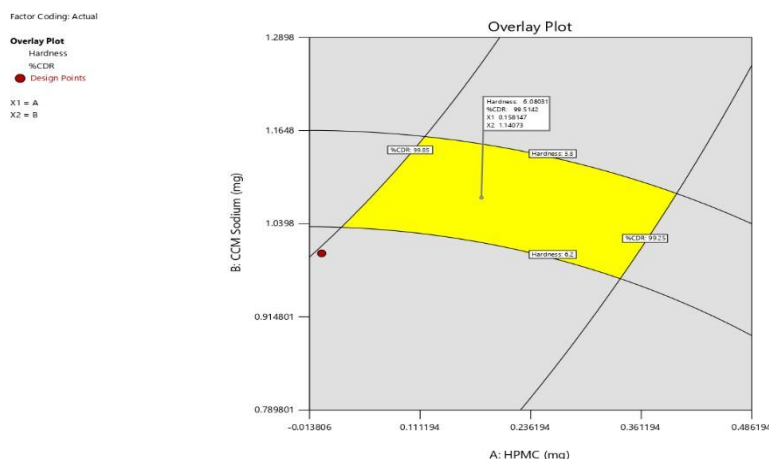 Factor Coding: Actual
Overlay Plot
Hardness
%CDR
Design Points
X1 = A
X2 = B
Overlay Plot
1.2898
1.1648
1.0398
0.914801
0.789801
B: CCM Sodium (mg)
Hardness: 6.08031
%CDR: 99.5142
X1 0.158147
X2 1.14073
%CDR: 99.85
Hardness: 5.8
%CDR: 99.25
Hardness: 6.2
-0.013806
0.111194
0.236194
0.361194
0.486194
A: HPMC (mg)